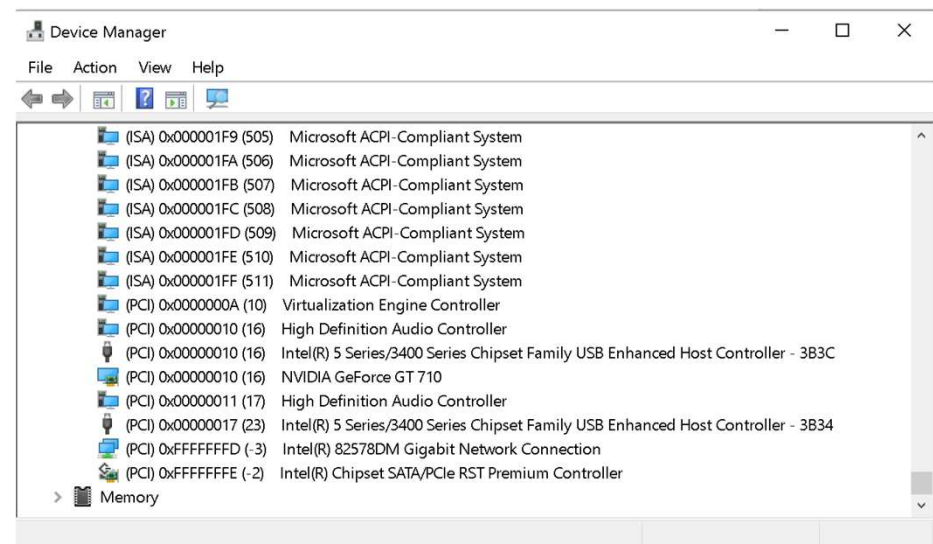 Device Manager
File Action View Help
(ISA) 0x000001F9 (505) Microsoft ACPI-Compliant System
(ISA) 0x000001FA (506) Microsoft ACPI-Compliant System
(ISA) 0x000001FB (507) Microsoft ACPI-Compliant System
(ISA) 0x000001FC (508) Microsoft ACPI-Compliant System
(ISA) 0x000001FD (509) Microsoft ACPI-Compliant System
(ISA) 0x000001FE (510) Microsoft ACPI-Compliant System
(ISA) 0x000001FF (511) Microsoft ACPI-Compliant System
(PCI) 0x0000000A (10) Virtualization Engine Controller
(PCI) 0x00000010 (16) High Definition Audio Controller
(PCI) 0x00000010 (16) Intel(R) 5 Series/3400 Series Chipset Family USB Enhanced Host Controller - 3B3C
(PCI) 0x00000010 (16) NVIDIA GeForce GT 710
(PCI) 0x00000011 (17) High Definition Audio Controller
(PCI) 0x00000017 (23) Intel(R) 5 Series/3400 Series Chipset Family USB Enhanced Host Controller - 3B34
(PCI) 0xFFFFFFFD (-3) Intel(R) 82578DM Gigabit Network Connection
(PCI) 0xFFFFFFFE (-2) Intel(R) Chipset SATA/PCIe RST Premium Controller
Memory